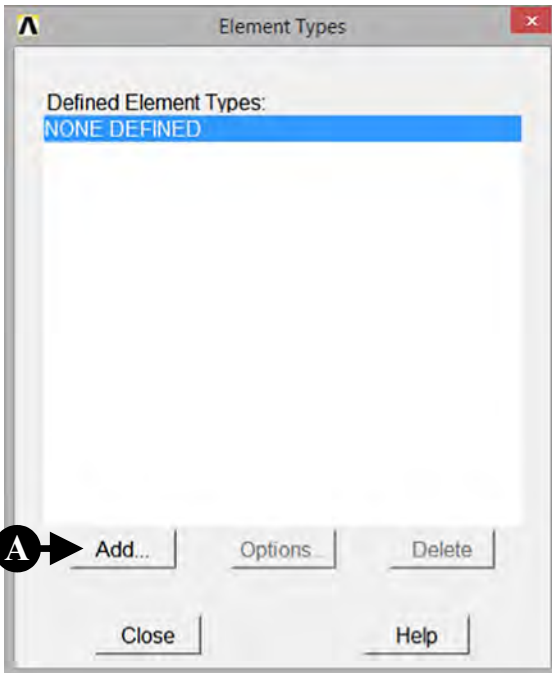 Element Types
Defined Element Types:
NONE DEFINED
A Add... Options... Delete
Close Help